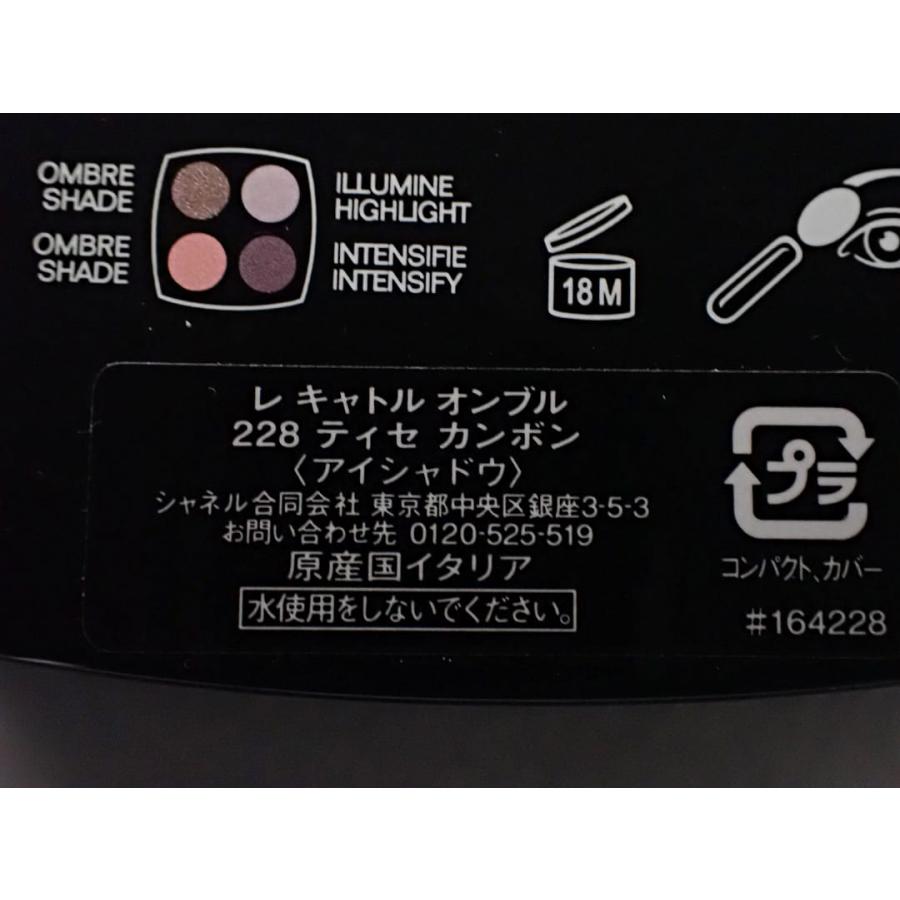 OMBRE
SHADE
ILLUMINE
HIGHLIGHT
OMBRE
SHADE
INTENSIFIE
INTENSIFY
18 M
レ キャトル オンブル
228 ティセ カンボン
〈アイシャドウ〉
シャネル合同会社 東京都中央区銀座3-5-3
お問い合わせ先 0120-525-519
原産国イタリア
水使用をしないでください。
プラ
コンパクト、カバー
#164228